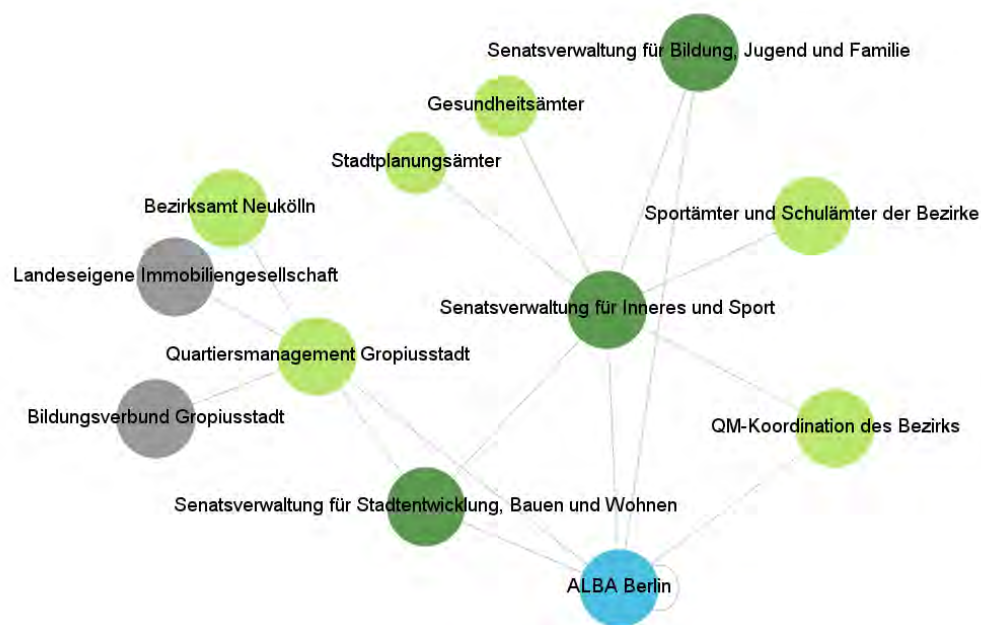 Senatsverwaltung für Bildung, Jugend und Familie
Gesundheitsämter
Stadtplanungsämter
Bezirksamt Neukölln
Sportämter und Schulämter der Bezirke
Landeseigene Immobiliengesellschaft
Senatsverwaltung für Inneres und Sport
Quartiersmanagement Gropiusstadt
Bildungsverbund Gropiusstadt
QM-Koordination des Bezirks
Senatsverwaltung für Stadtentwicklung, Bauen und Wohnen
ALBA Berlin